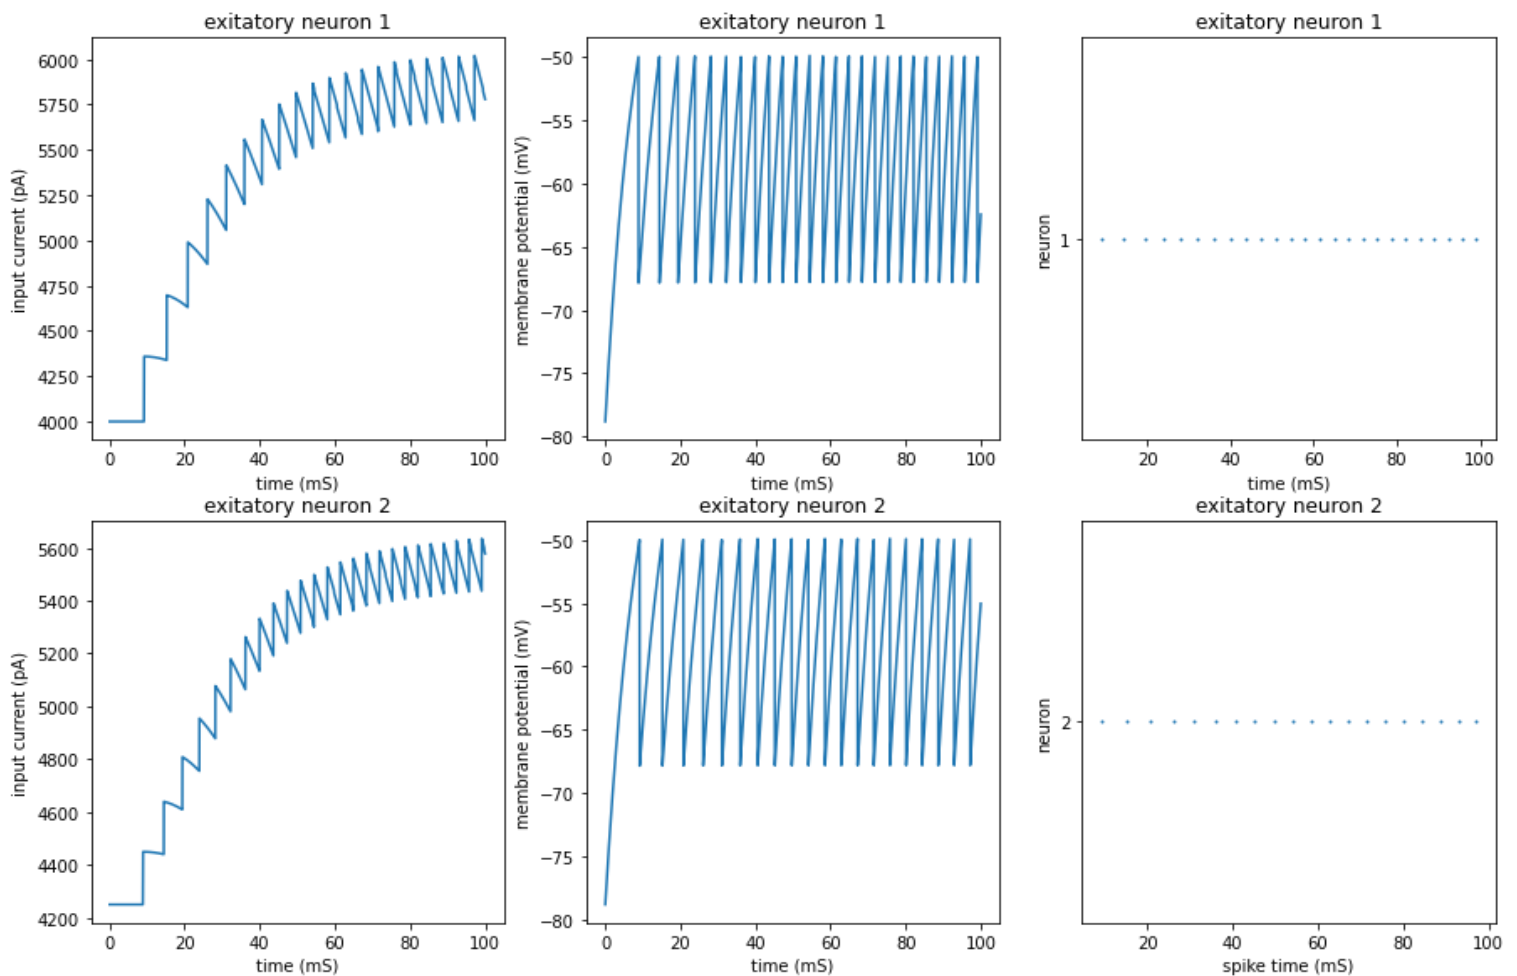 exitatory neuron 1
6000
5750
5500
5250
5000
4750
4500
4250
4000
input current (pA)
0 20 40 60 80 100
time (mS)
exitatory neuron 1
−50
−55
−60
−65
−70
−75
−80
membrane potential (mV)
0 20 40 60 80 100
time (mS)
exitatory neuron 1
neuron
1
20 40 60 80 100
time (mS)
exitatory neuron 2
5600
5400
5200
5000
4800
4600
4400
4200
input current (pA)
0 20 40 60 80 100
time (mS)
exitatory neuron 2
−50
−55
−60
−65
−70
−75
−80
membrane potential (mV)
0 20 40 60 80 100
time (mS)
exitatory neuron 2
neuron
2
20 40 60 80 100
spike time (mS)